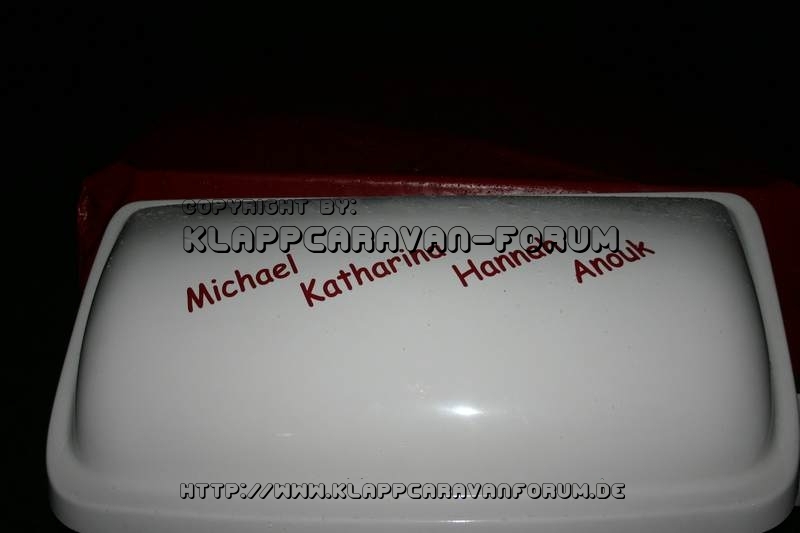 COPYRIGHT BY:
KLAPPCARAVAN-FORUM
Michael Katharina Hannah Anouk
HTTP://WWW.KLAPPCARAVANFORUM.DE